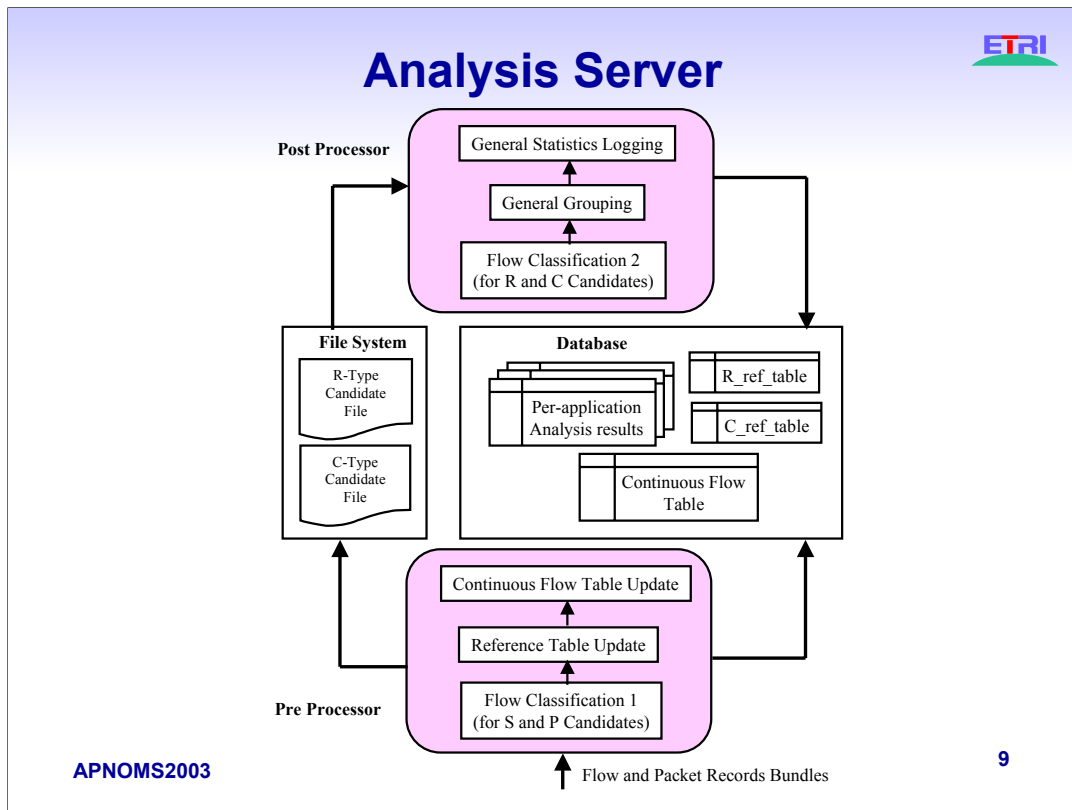 ETRI
Analysis Server
Post Processor
General Statistics Logging
General Grouping
Flow Classification 2
(for R and C Candidates)
File System
R-Type
Candidate
File
C-Type
Candidate
File
Database
Per-application
Analysis results
R_ref_table
C_ref_table
Continuous Flow
Table
Continuous Flow Table Update
Reference Table Update
Flow Classification 1
(for S and P Candidates)
Pre Processor
Flow and Packet Records Bundles
APNOMS2003
9